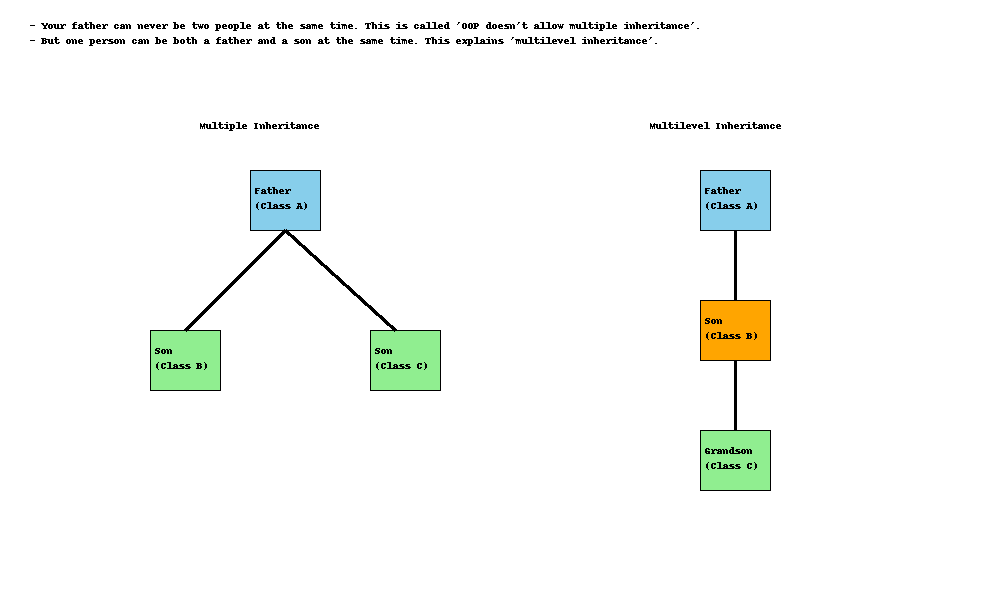 - Your father can never be two people at the same time. This is called 'OOP doesn't allow multiple inheritance'.
- But one person can be both a father and a son at the same time. This explains 'multilevel inheritance'.
Multiple Inheritance
Father
(Class A)
Son
(Class B)
Son
(Class C)
Multilevel Inheritance
Father
(Class A)
Son
(Class B)
Grandson
(Class C)